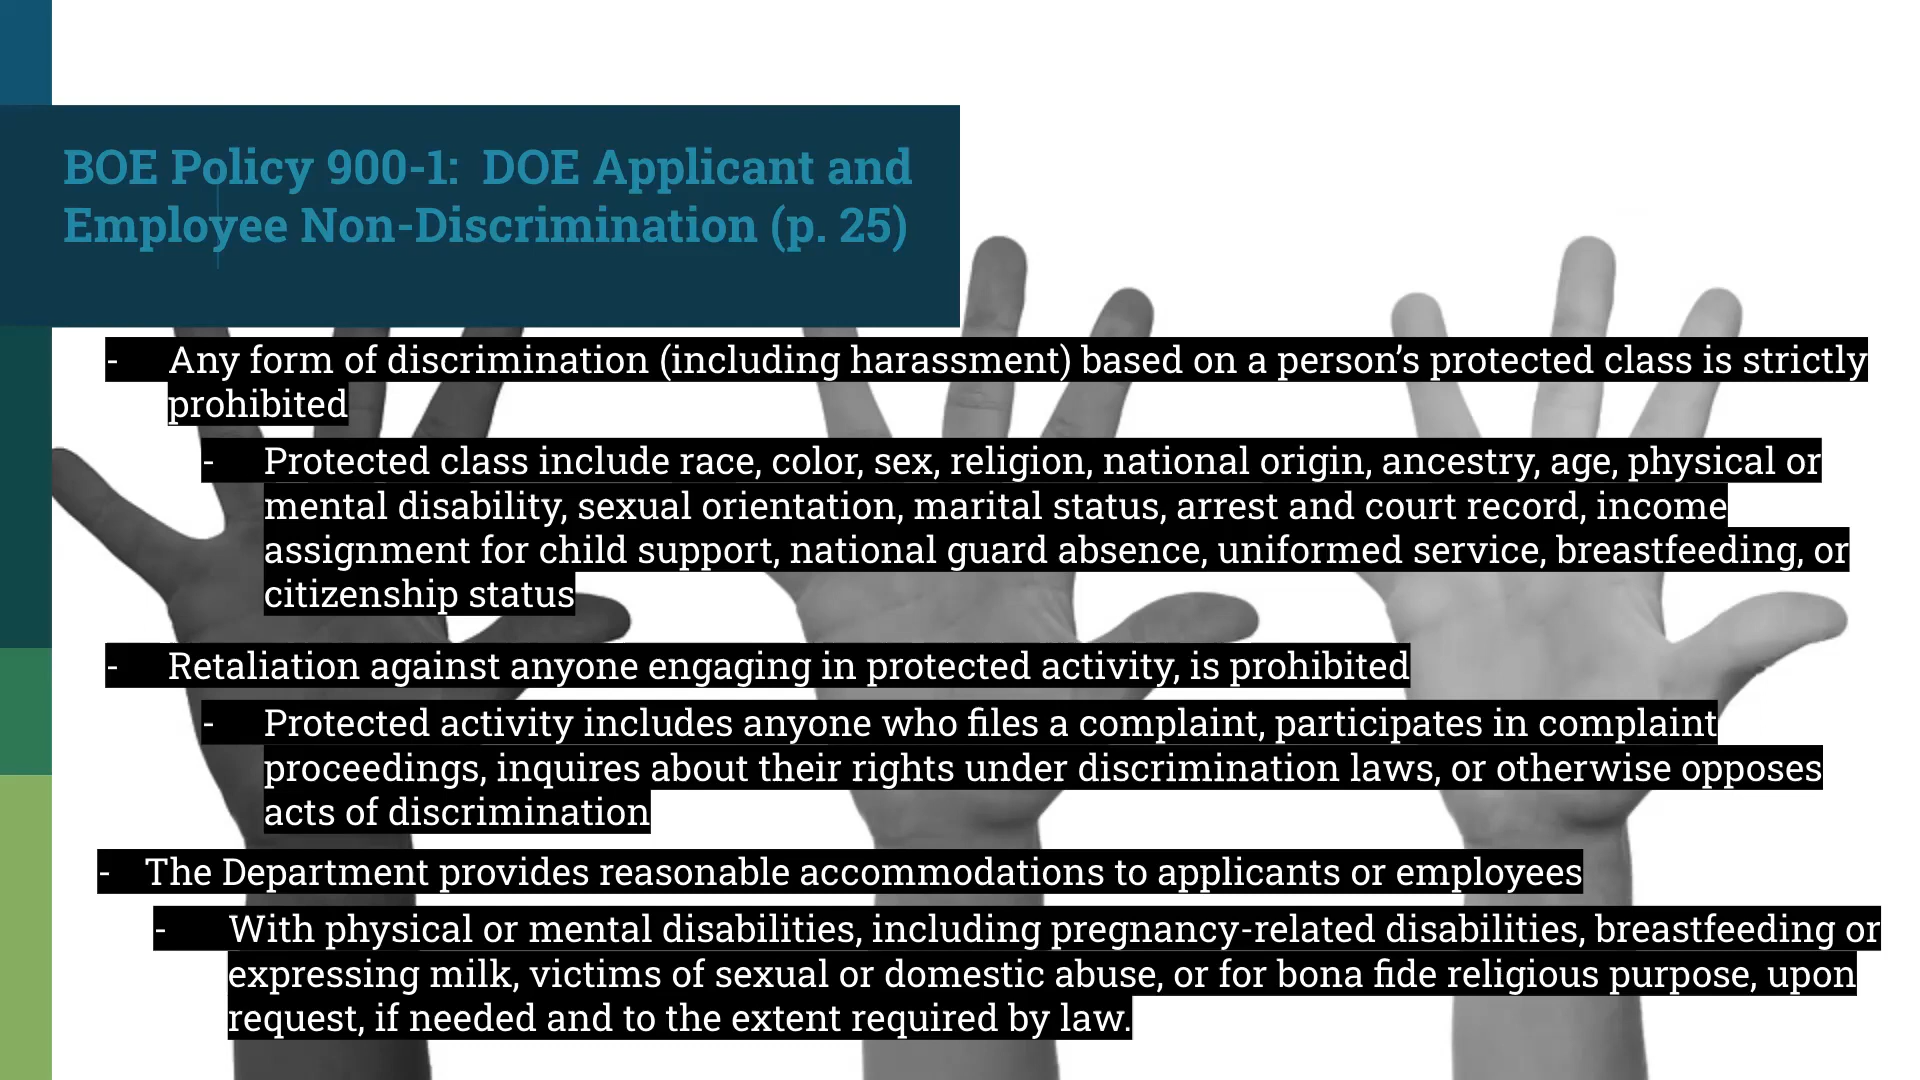 BOE Policy 900-1:  DOE Applicant and
Employee Non-Discrimination (p. 25)
- Any form of discrimination (including harassment) based on a person’s protected class is strictly
prohibited
- Protected class include race, color, sex, religion, national origin, ancestry, age, physical or
mental disability, sexual orientation, marital status, arrest and court record, income
assignment for child support, national guard absence, uniformed service, breastfeeding, or
citizenship status
- Retaliation against anyone engaging in protected activity, is prohibited
- Protected activity includes anyone who files a complaint, participates in complaint
proceedings, inquires about their rights under discrimination laws, or otherwise opposes
acts of discrimination
- The Department provides reasonable accommodations to applicants or employees
- With physical or mental disabilities, including pregnancy-related disabilities, breastfeeding or
expressing milk, victims of sexual or domestic abuse, or for bona fide religious purpose, upon
request, if needed and to the extent required by law.